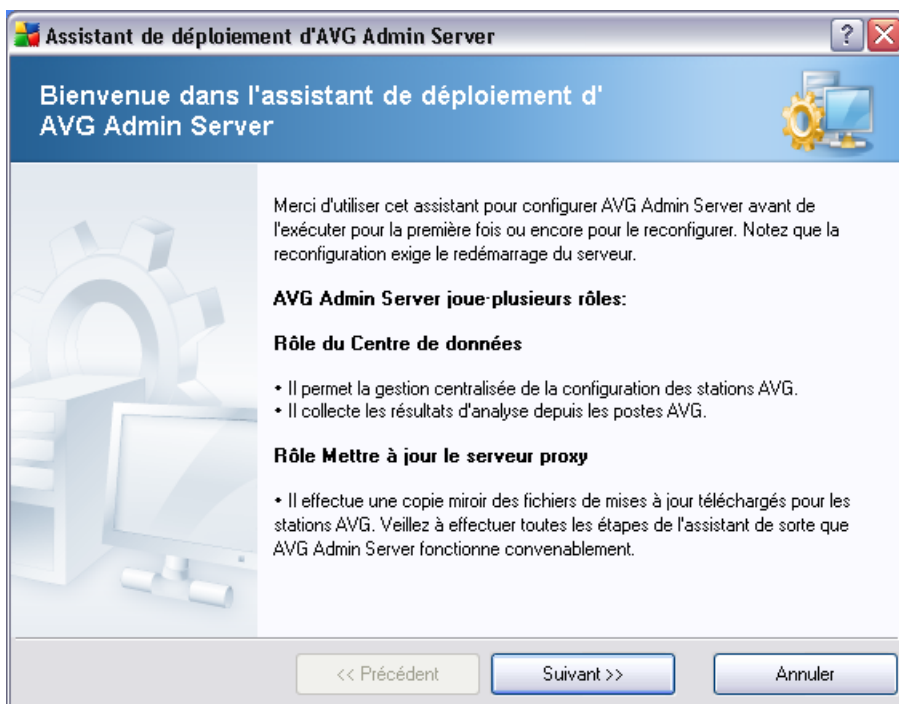 Assistant de déploiement d'AVG Admin Server
Bienvenue dans l'assistant de déploiement d'
AVG Admin Server
Merci d'utiliser cet assistant pour configurer AVG Admin Server avant de
l'exécuter pour la première fois ou encore pour le reconfigurer. Notez que la
reconfiguration exige le redémarrage du serveur.
AVG Admin Server joue plusieurs rôles:
Rôle du Centre de données
• Il permet la gestion centralisée de la configuration des stations AVG.
• Il collecte les résultats d'analyse depuis les postes AVG.
Rôle Mettre à jour le serveur proxy
• Il effectue une copie miroir des fichiers de mises à jour téléchargés pour les
stations AVG. Veillez à effectuer toutes les étapes de l'assistant de sorte que
AVG Admin Server fonctionne convenablement.
<< Précédent
Suivant >>
Annuler